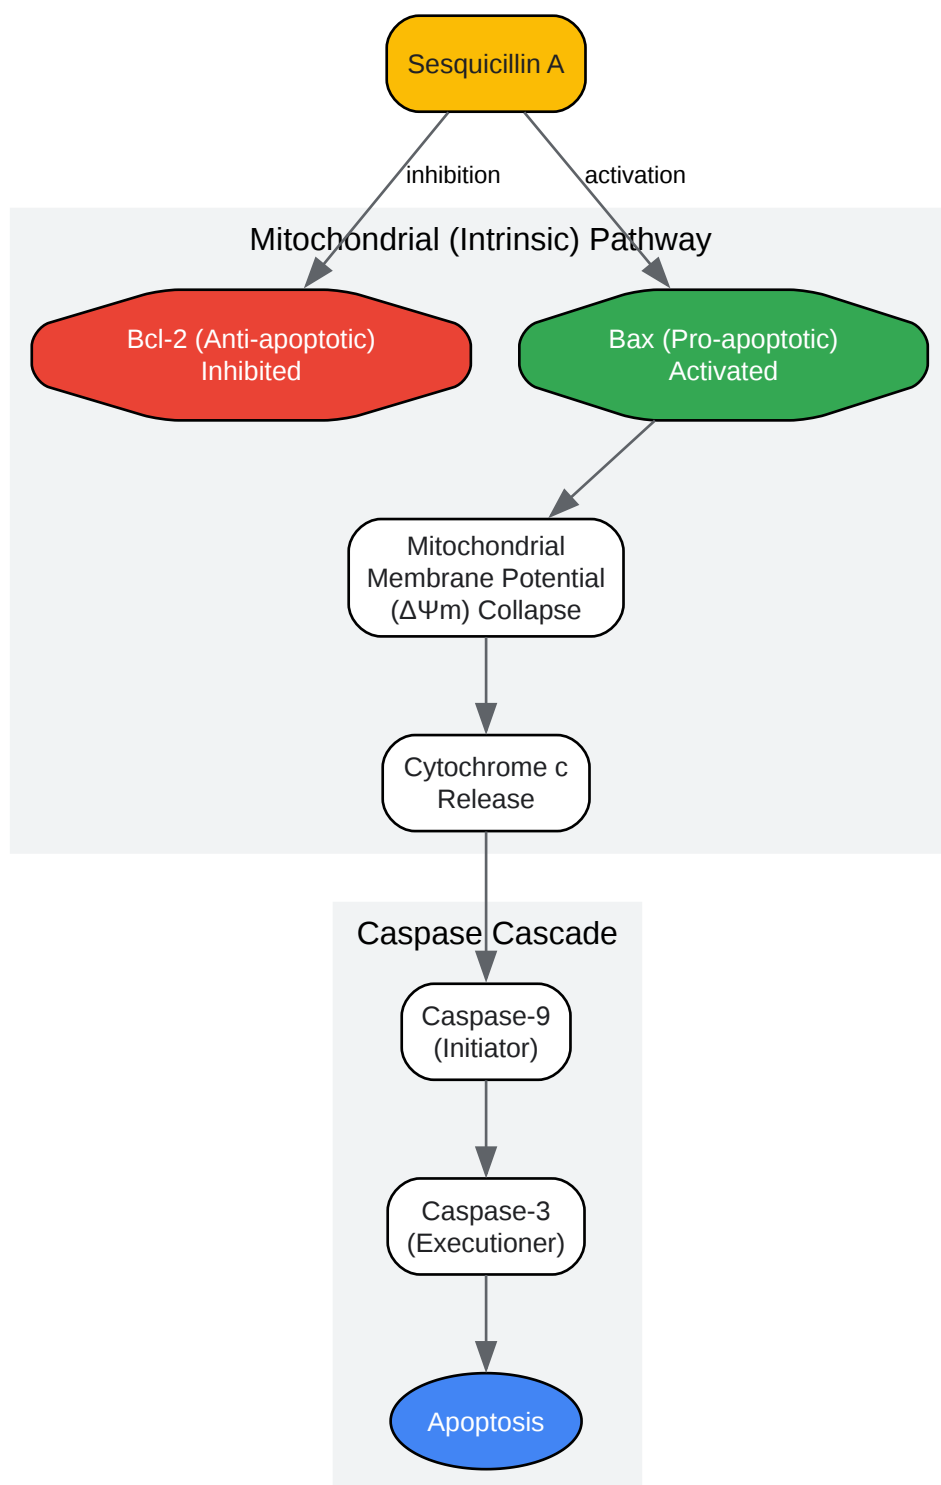 Sesquicillin A
inhibition
activation
Mitochondrial (Intrinsic) Pathway
Bcl-2 (Anti-apoptotic)
Inhibited
Bax (Pro-apoptotic)
Activated
Mitochondrial
Membrane Potential
(ΔΨm) Collapse
Cytochrome c
Release
Caspase Cascade
Caspase-9
(Initiator)
Caspase-3
(Executioner)
Apoptosis